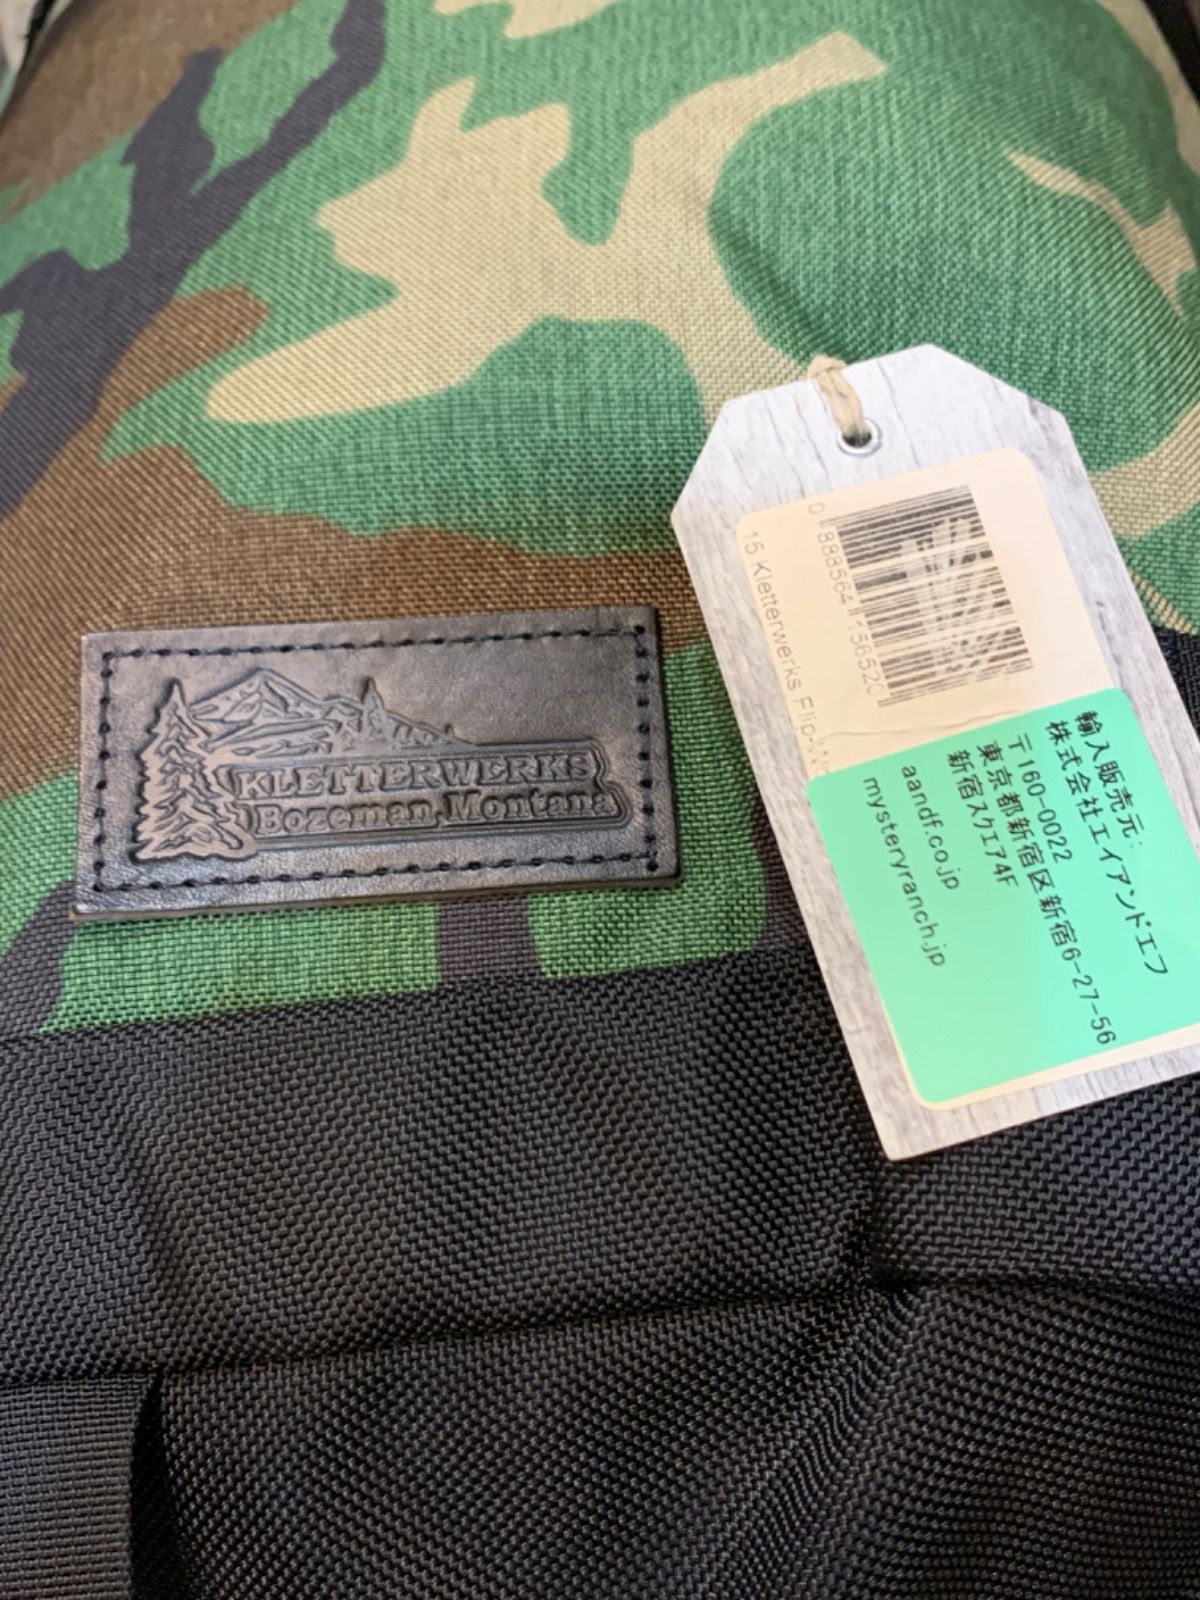 KLETTERWERKS
Bozeman, Montana
0 888564 156520
15 Kletterwerks Flip-
輸入販売元:
株式会社エイアンドエフ
〒160-0022
東京都新宿区新宿6-27-56
新宿スクエア4F
aandf.co.jp
mysteryranch.jp